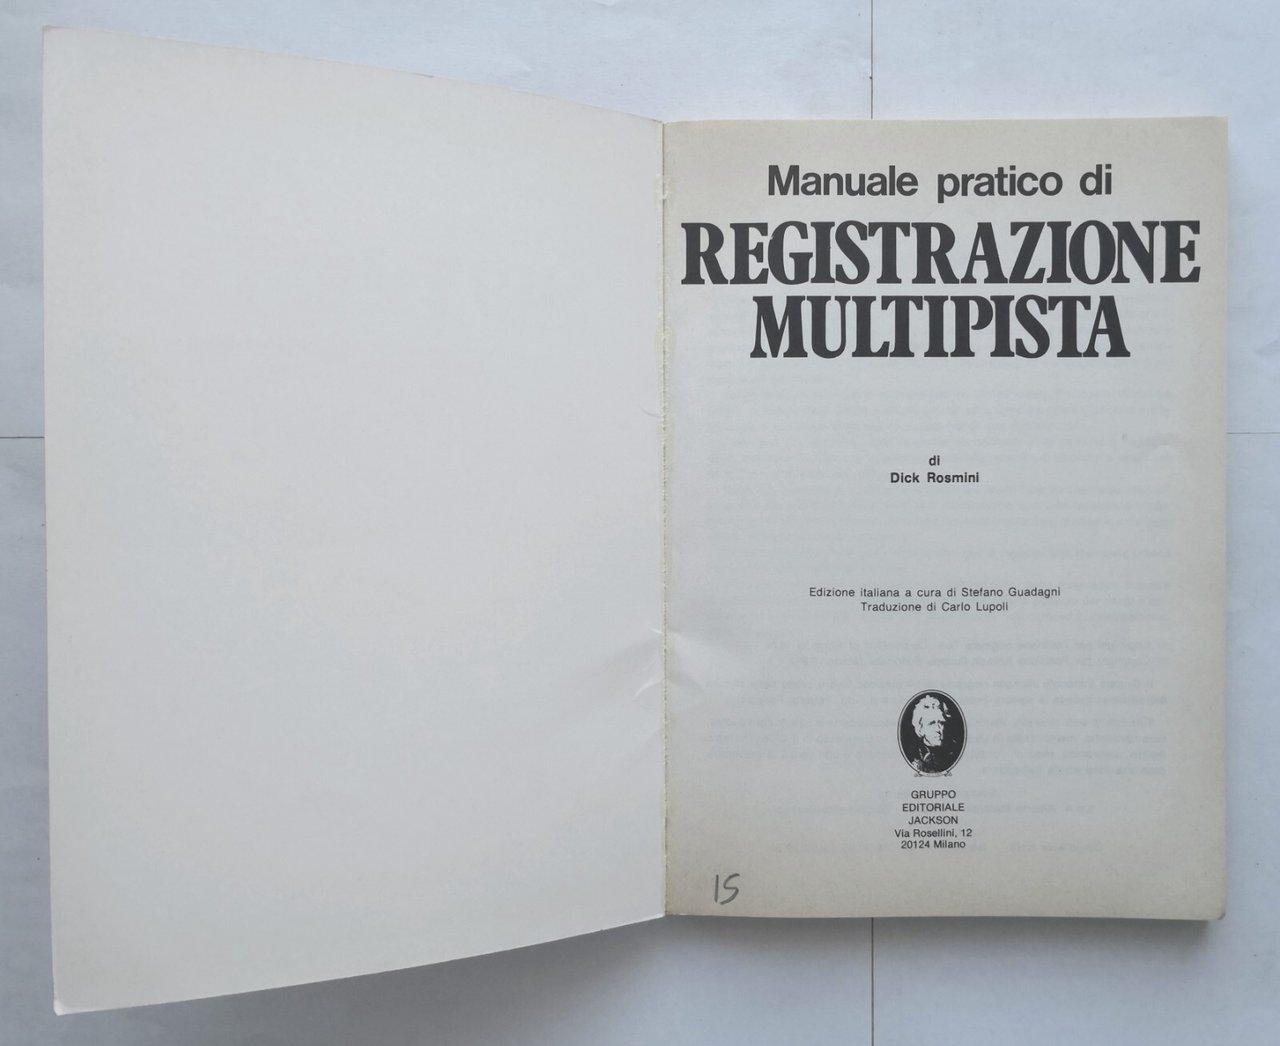 Manuale pratico di
REGISTRAZIONE
MULTIPISTA
di
Dick Rosmini
Edizione italiana a cura di Stefano Guadagni
Traduzione di Carlo Lupoli
GRUPPO
EDITORIALE
JACKSON
Via Rosellini, 12
20124 Milano
15